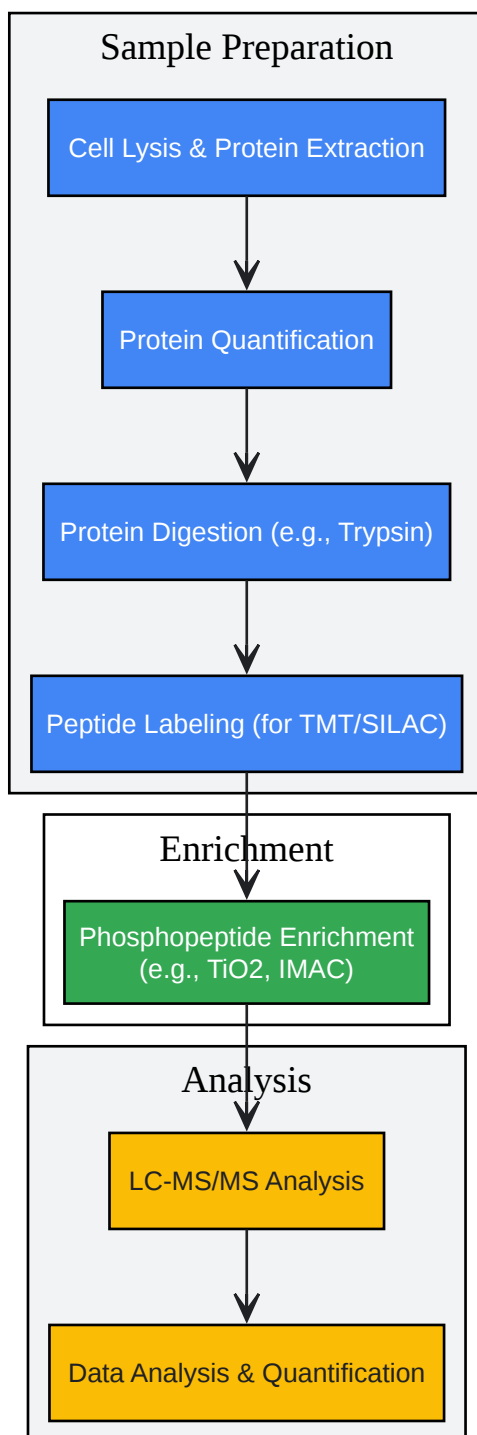 Sample Preparation
Cell Lysis & Protein Extraction
Protein Quantification
Protein Digestion (e.g., Trypsin)
Peptide Labeling (for TMT/SILAC)
Enrichment
Phosphopeptide Enrichment
(e.g., TiO2, IMAC)
Analysis
LC-MS/MS Analysis
Data Analysis & Quantification